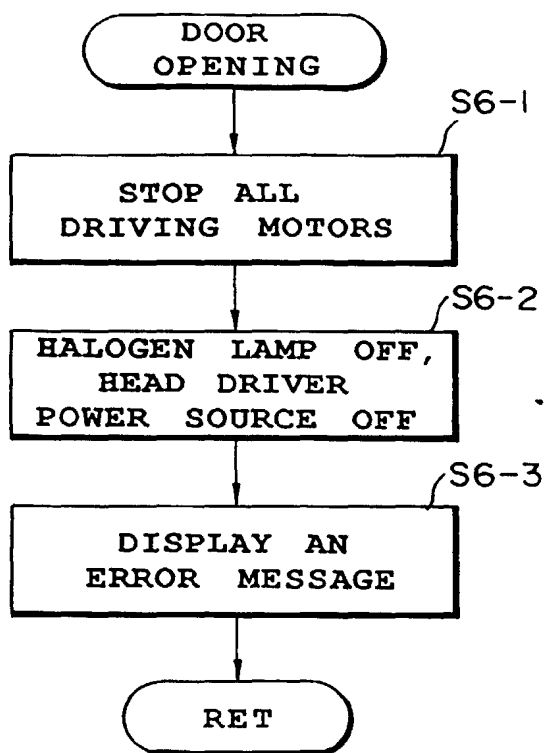 DOOR
OPENING
S6-1
STOP ALL
DRIVING MOTORS
S6-2
HALOGEN LAMP OFF,
HEAD DRIVER
POWER SOURCE OFF
S6-3
DISPLAY AN
ERROR MESSAGE
RET